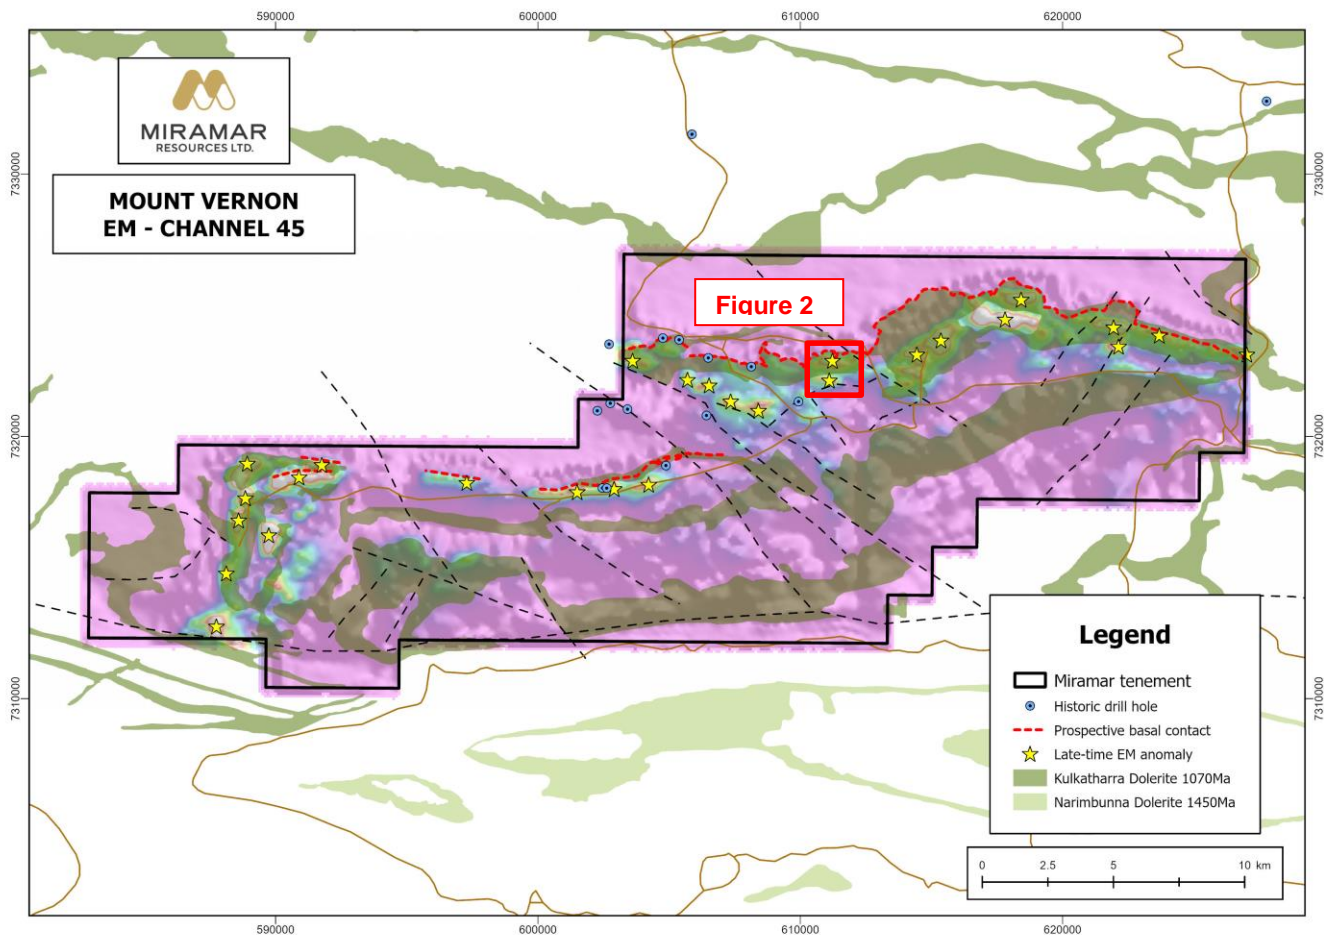 590000
600000
610000
620000
MIRAMAR
RESOURCES LTD.
MOUNT VERNON
EM - CHANNEL 45
7330000
7330000
Figure 2
7320000
7320000
7310000
7310000
Legend
Miramar tenement
Historic drill hole
Prospective basal contact
Late-time EM anomaly
Kulkatharra Dolerite 1070Ma
Narimbunna Dolerite 1450Ma
0 2.5 5 10 km
590000
600000
610000
620000